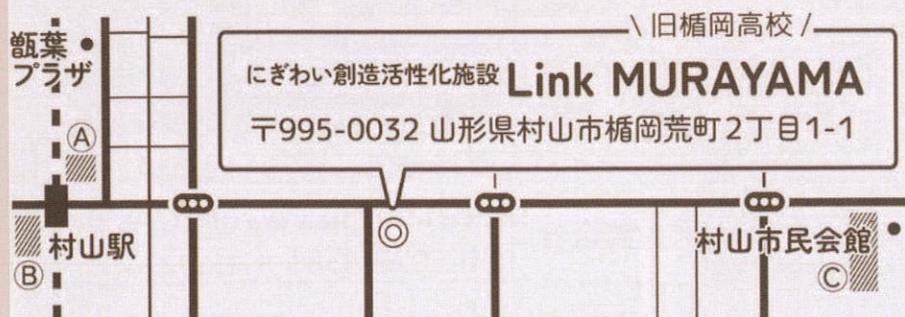 \ 旧楯岡高校 /
にぎわい創造活性化施設 Link MURAYAMA
〒995-0032 山形県村山市楯岡荒町2丁目1-1
甑葉
プラザ
Ⓐ
村山駅
Ⓑ
村山市民会館
Ⓒ